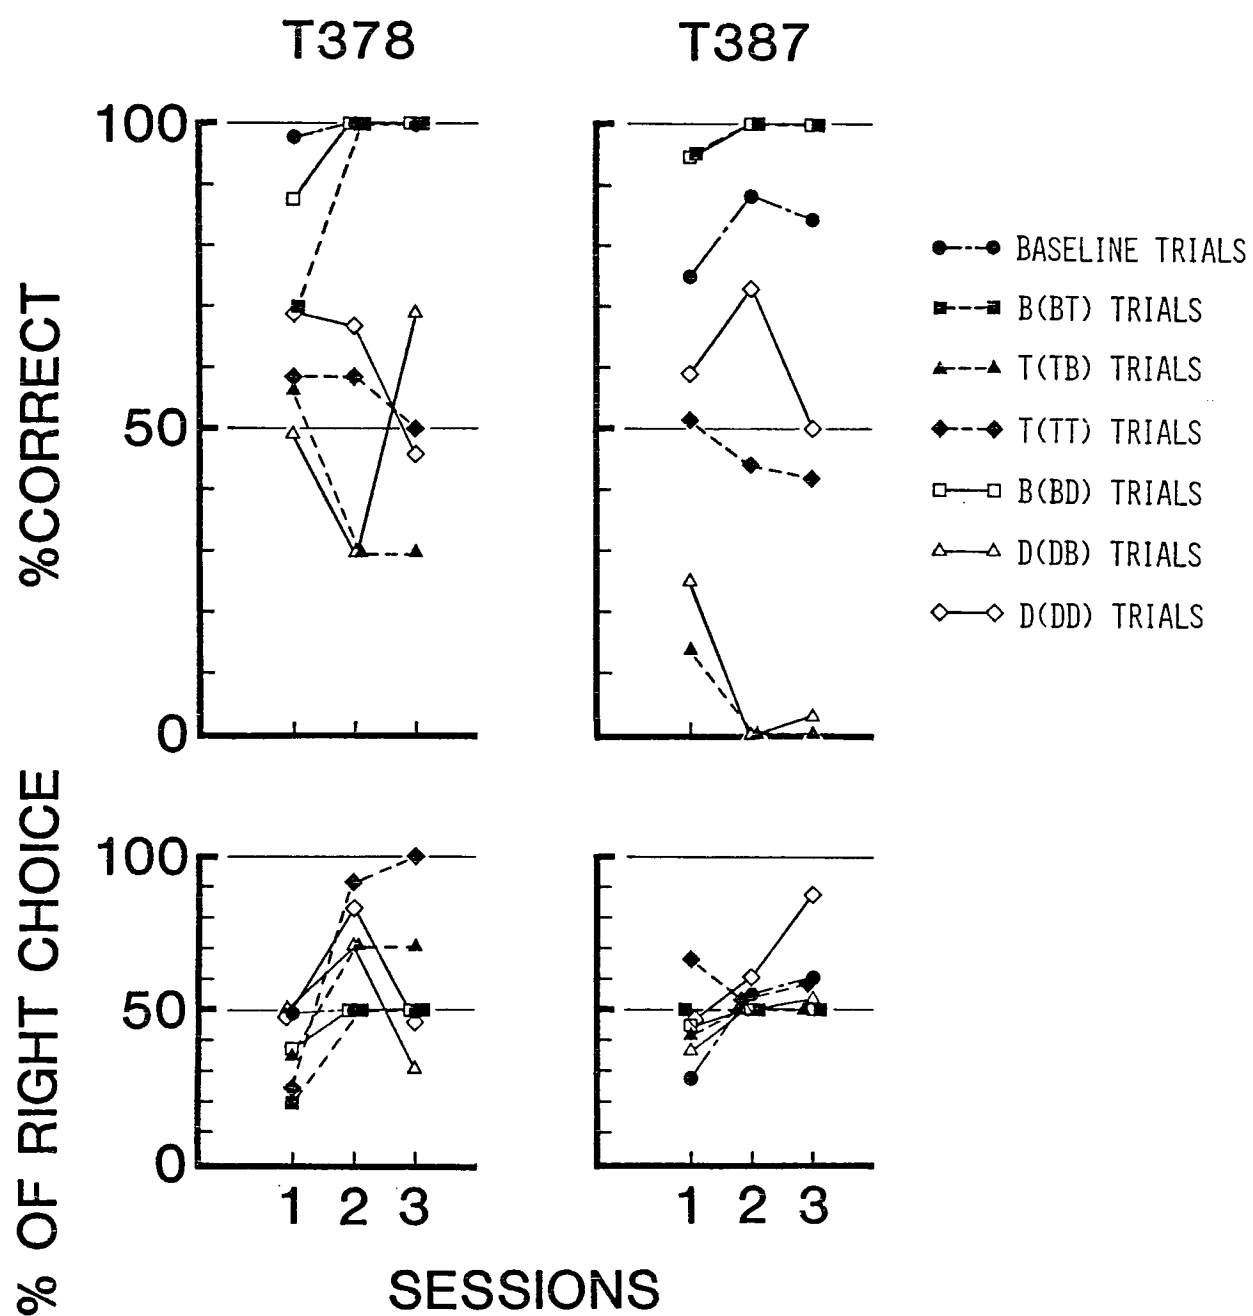 T378
T387
%CORRECT
100
50
0
BASELINE TRIALS
B(BT) TRIALS
T(TB) TRIALS
T(TT) TRIALS
B(BD) TRIALS
D(DB) TRIALS
D(DD) TRIALS
% OF RIGHT CHOICE
100
50
0
1 2 3
1 2 3
SESSIONS